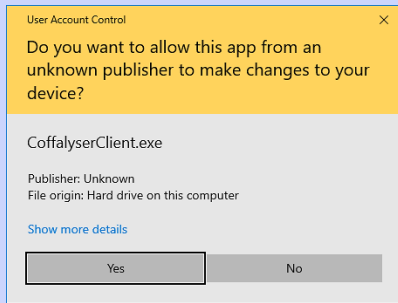 User Account Control
Do you want to allow this app from an
unknown publisher to make changes to your
device?
CoffalyserClient.exe
Publisher: Unknown
File origin: Hard drive on this computer
Show more details
Yes
No